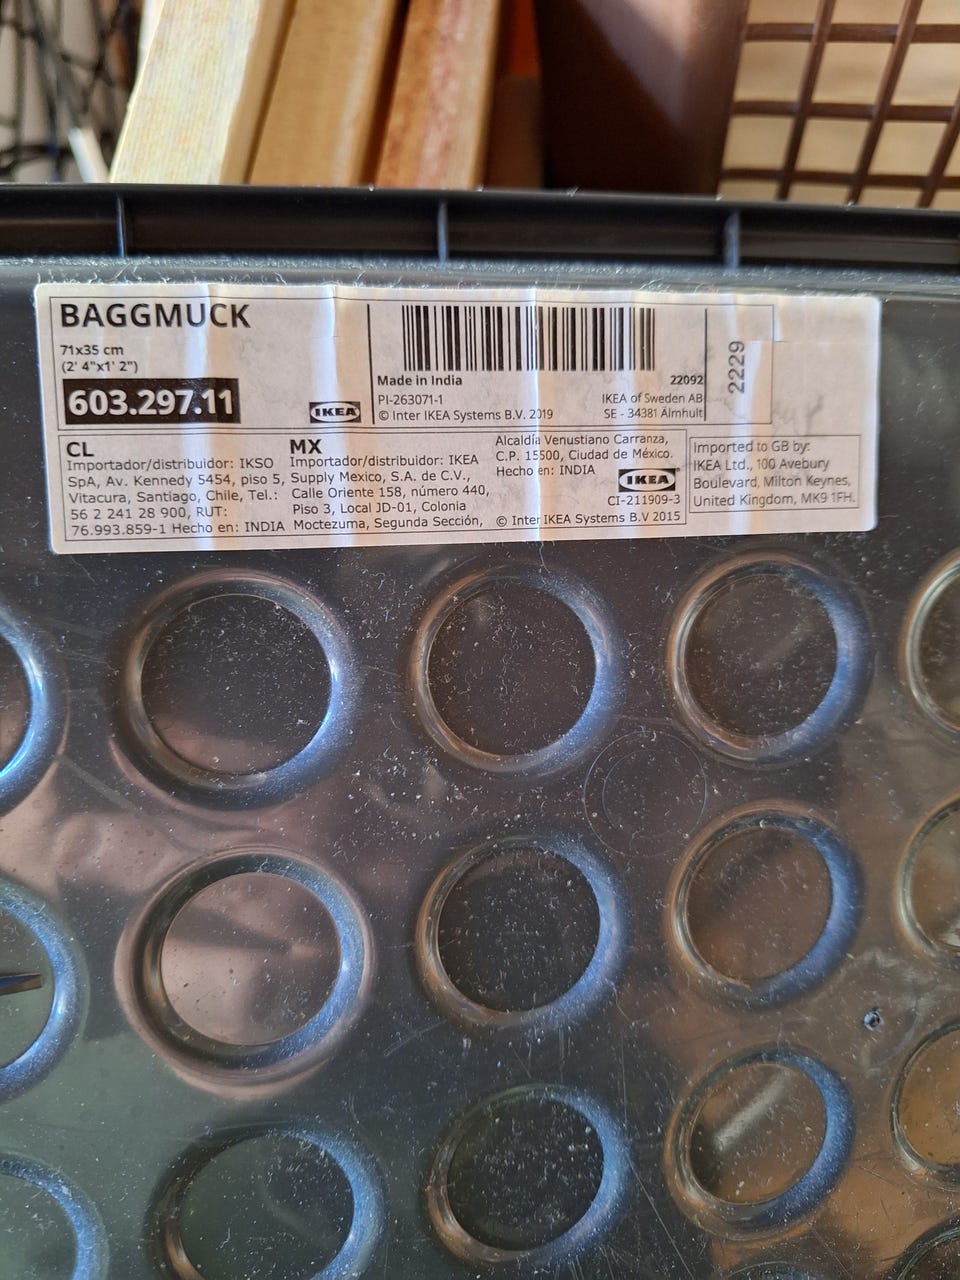 BAGGMUCK
71x35 cm
(2' 4"x1' 2")
603.297.11
IKEA
Made in India
22092
PI-263071-1
IKEA of Sweden AB
© Inter IKEA Systems B.V. 2019
SE - 34381 Älmhult
2229
CL
Importador/distribuidor: IKSO
SpA, Av. Kennedy 5454, piso 5,
Vitacura, Santiago, Chile, Tel.:
56 2 241 28 900, RUT:
76.993.859-1 Hecho en: INDIA
MX
Importador/distribuidor: IKEA
Supply Mexico, S.A. de C.V.,
Calle Oriente 158, número 440,
Piso 3, Local JD-01, Colonia
Moctezuma, Segunda Sección,
Alcaldía Venustiano Carranza,
C.P. 15500, Ciudad de México.
Hecho en: INDIA
IKEA
CI-211909-3
© Inter IKEA Systems B.V 2015
Imported to GB by:
IKEA Ltd., 100 Avebury
Boulevard, Milton Keynes,
United Kingdom, MK9 1FH.